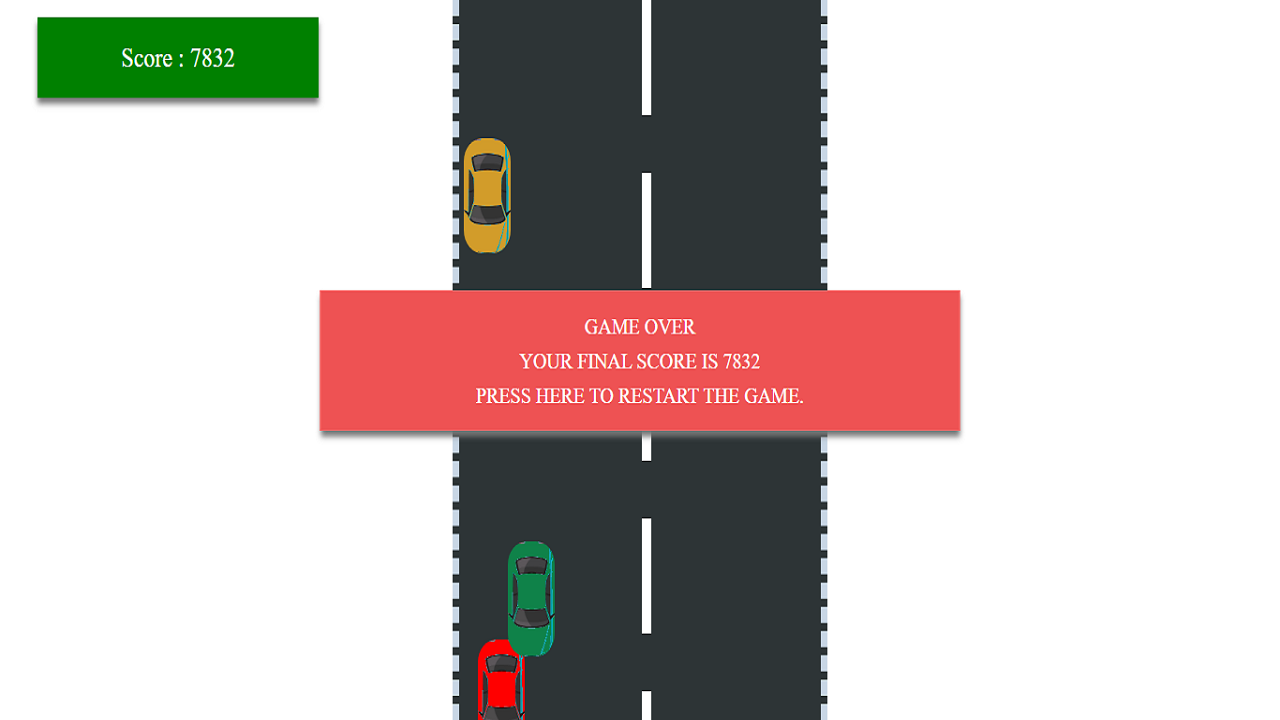 Score : 7832
GAME OVER
YOUR FINAL SCORE IS 7832
PRESS HERE TO RESTART THE GAME.